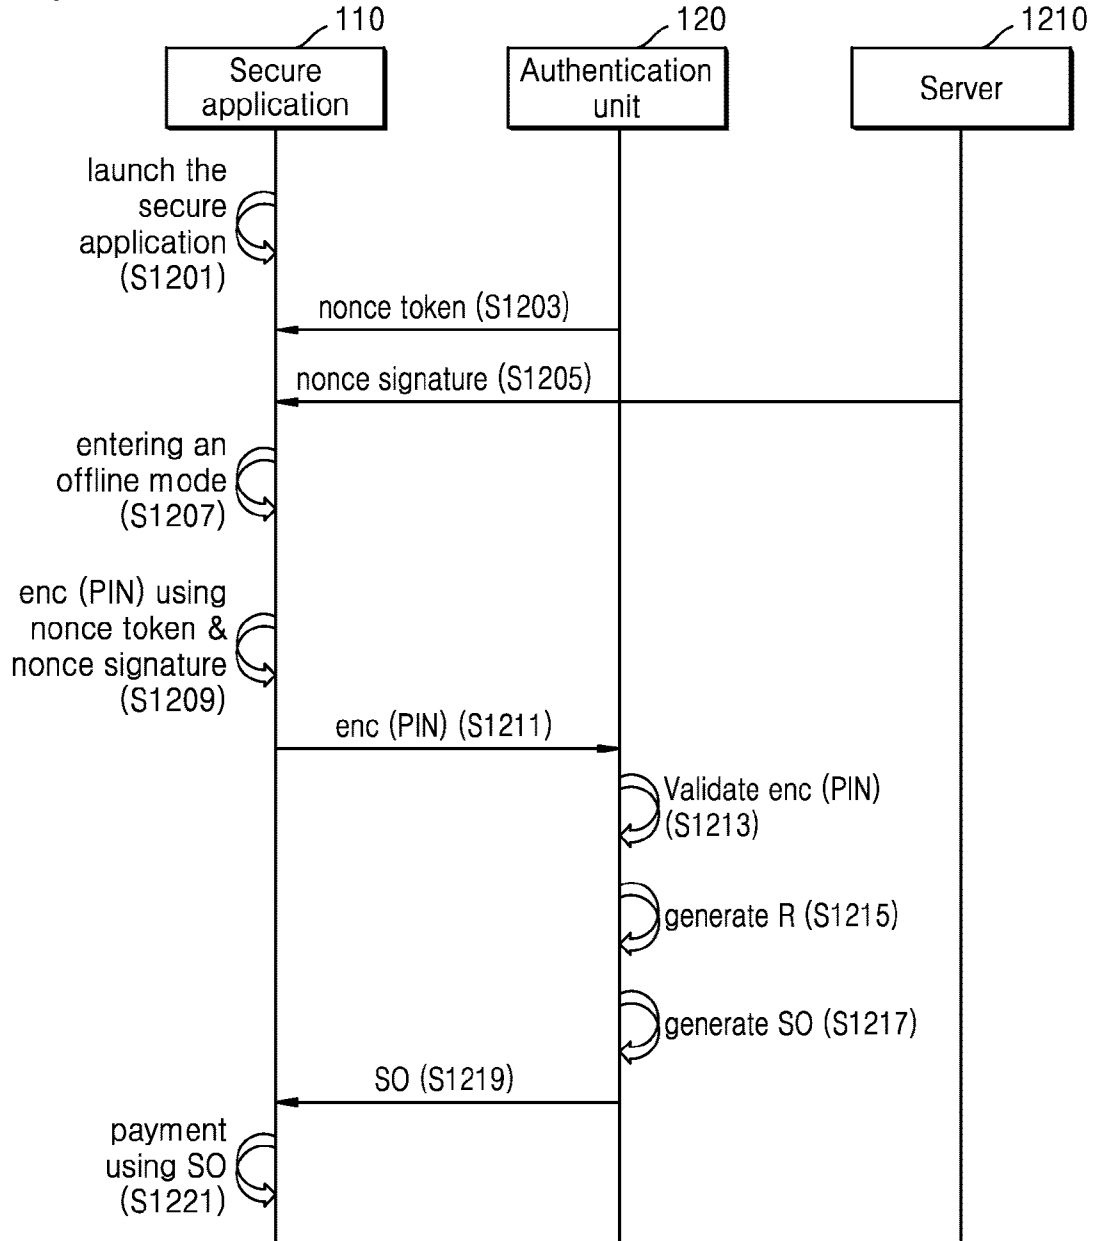 110
120
1210
Secure
application
Authentication
unit
Server
launch the
secure
application
(S1201)
nonce token (S1203)
nonce signature (S1205)
entering an
offline mode
(S1207)
enc (PIN) using
nonce token &
nonce signature
(S1209)
enc (PIN) (S1211)
Validate enc (PIN)
(S1213)
generate R (S1215)
generate SO (S1217)
SO (S1219)
payment
using SO
(S1221)